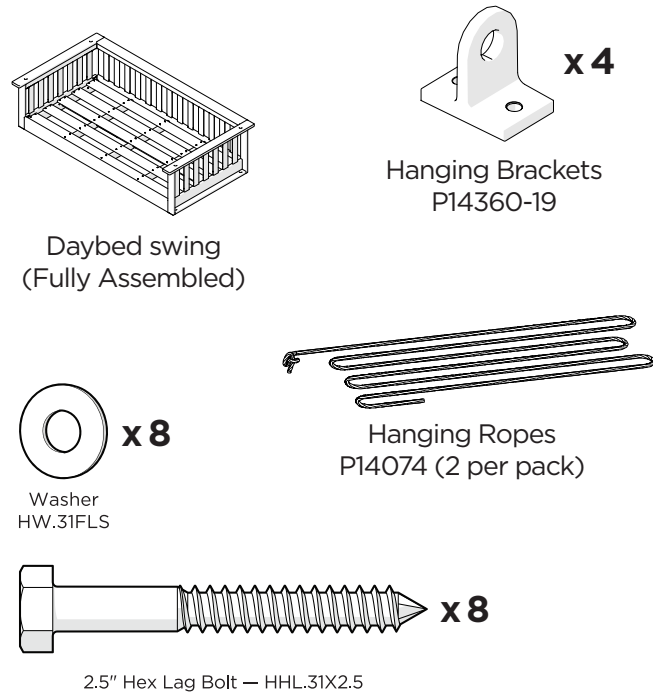 x 4
Hanging Brackets
P14360-19
Daybed swing
(Fully Assembled)
Hanging Ropes
P14074 (2 per pack)
x 8
Washer
HW.31FLS
x 8
2.5" Hex Lag Bolt — HHL.31X2.5